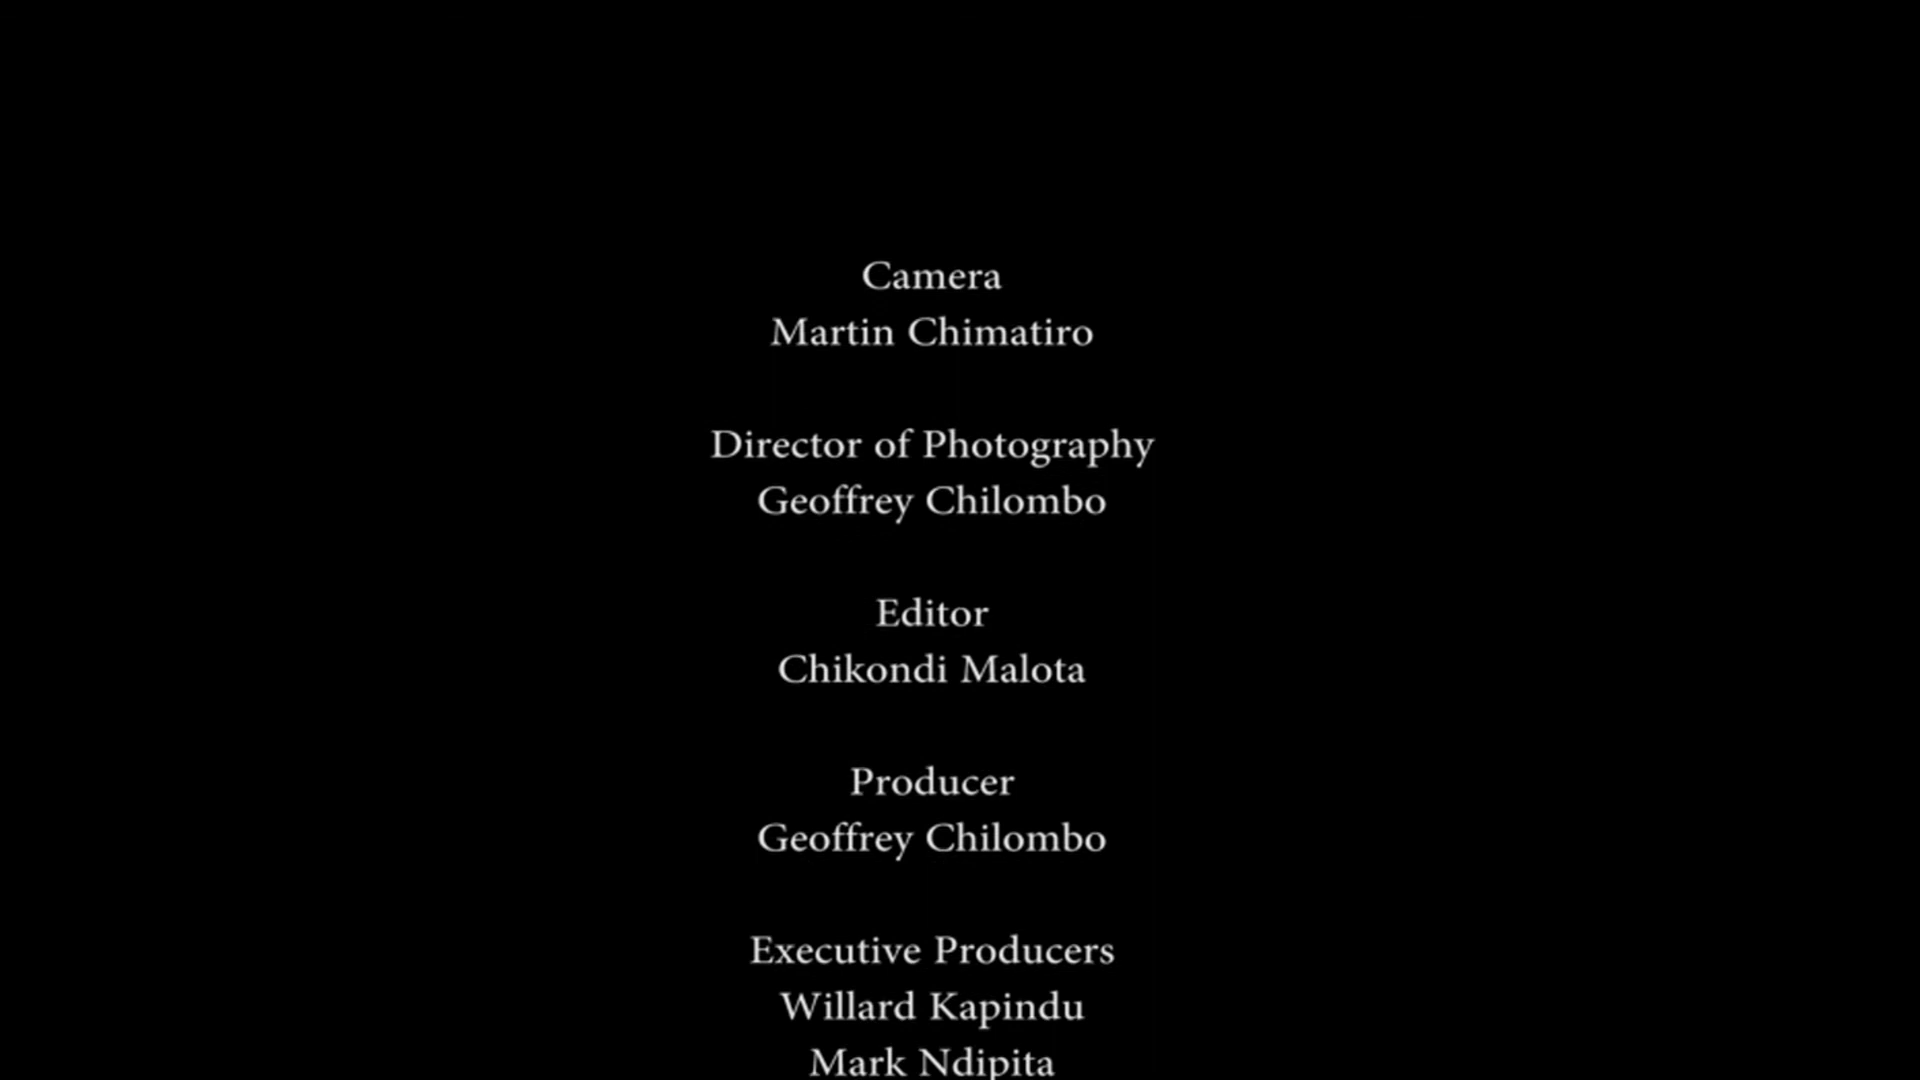 Camera
Martin Chimatiro
Director of Photography
Geoffrey Chilombo
Editor
Chikondi Malota
Producer
Geoffrey Chilombo
Executive Producers
Willard Kapindu
Mark Ndipita